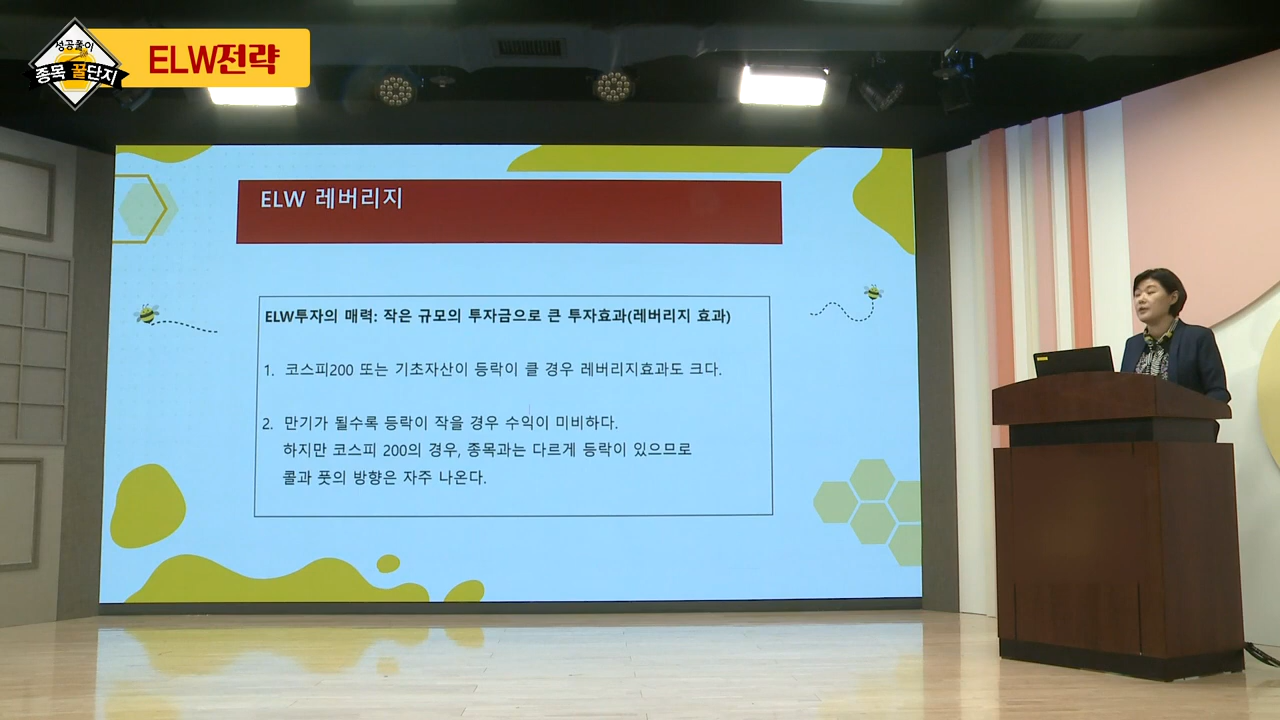 성공풀이
종목 꿀단지
ELW전략
ELW 레버리지
ELW투자의 매력: 작은 규모의 투자금으로 큰 투자효과(레버리지 효과)
1. 코스피200 또는 기초자산이 등락이 클 경우 레버리지효과도 크다.
2. 만기가 될수록 등락이 작을 경우 수익이 미비하다.
하지만 코스피 200의 경우, 종목과는 다르게 등락이 있으므로
콜과 풋의 방향은 자주 나온다.